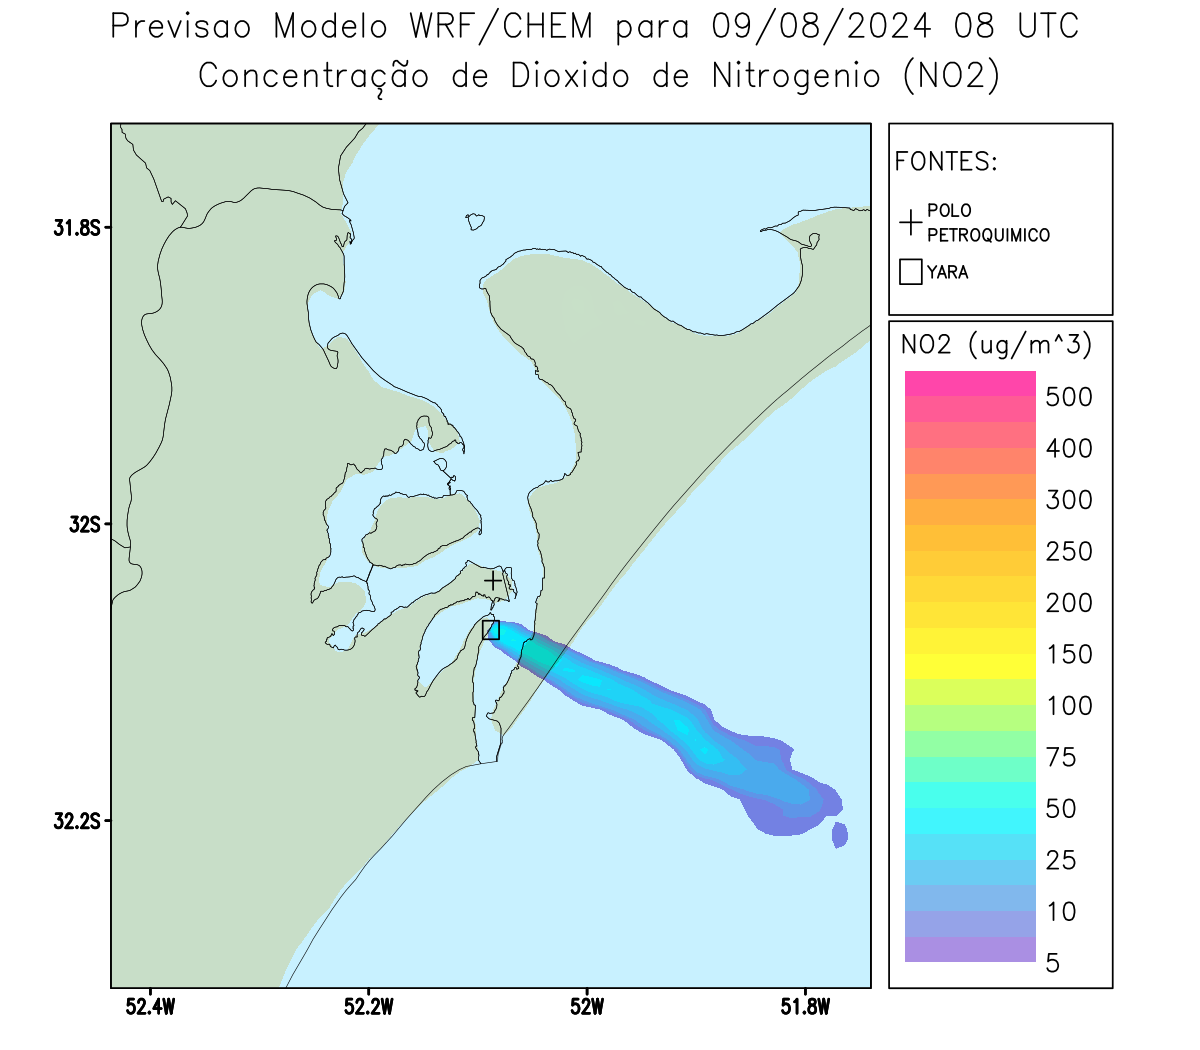 Previsao Modelo WRF/CHEM para 09/08/2024 08 UTC
Concentração de Dioxido de Nitrogenio (NO2)
FONTES:
POLO
PETROQUIMICO
YARA
NO2 (ug/m^3)
500
400
300
250
200
150
100
75
50
25
10
5
31.8S
32S
32.2S
52.4W
52.2W
52W
51.8W